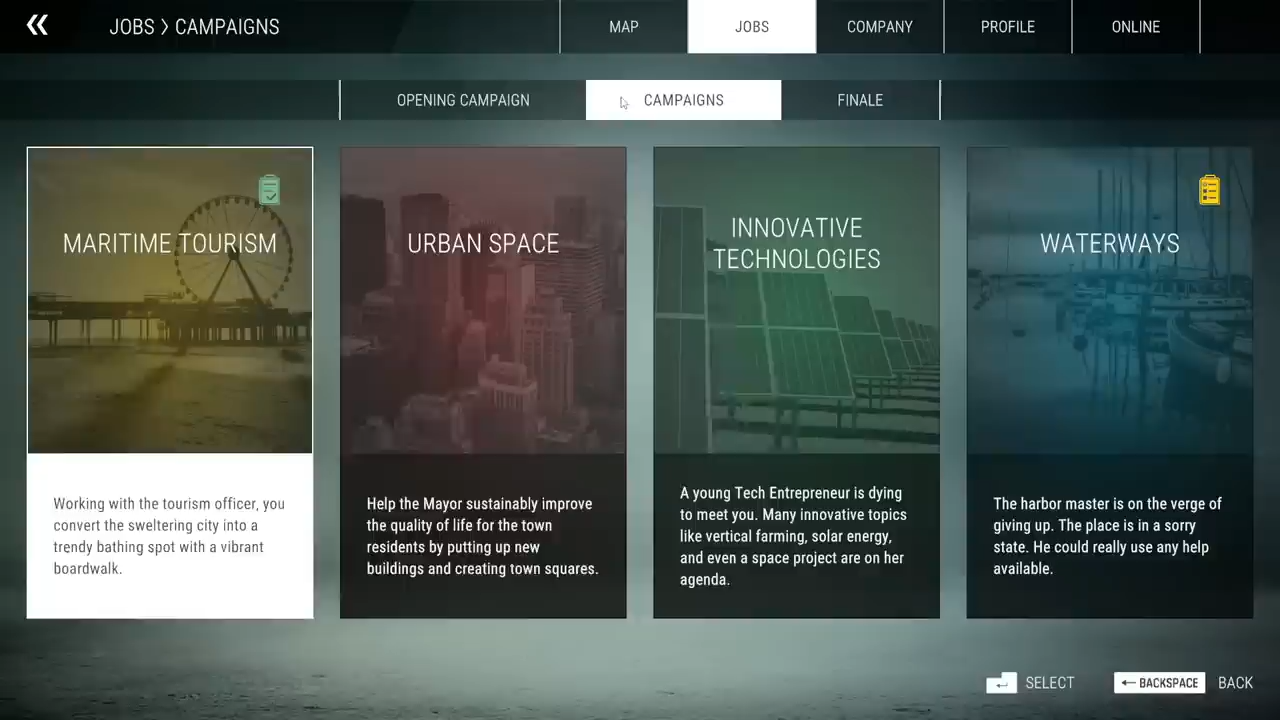 JOBS > CAMPAIGNS
MAP
JOBS
COMPANY
PROFILE
ONLINE
OPENING CAMPAIGN
CAMPAIGNS
FINALE
MARITIME TOURISM
Working with the tourism officer, you
convert the sweltering city into a
trendy bathing spot with a vibrant
boardwalk.
URBAN SPACE
Help the Mayor sustainably improve
the quality of life for the town
residents by putting up new
buildings and creating town squares.
INNOVATIVE
TECHNOLOGIES
A young Tech Entrepreneur is dying
to meet you. Many innovative topics
like vertical farming, solar energy,
and even a space project are on her
agenda.
WATERWAYS
The harbor master is on the verge of
giving up. The place is in a sorry
state. He could really use any help
available.
SELECT
← BACKSPACE
BACK